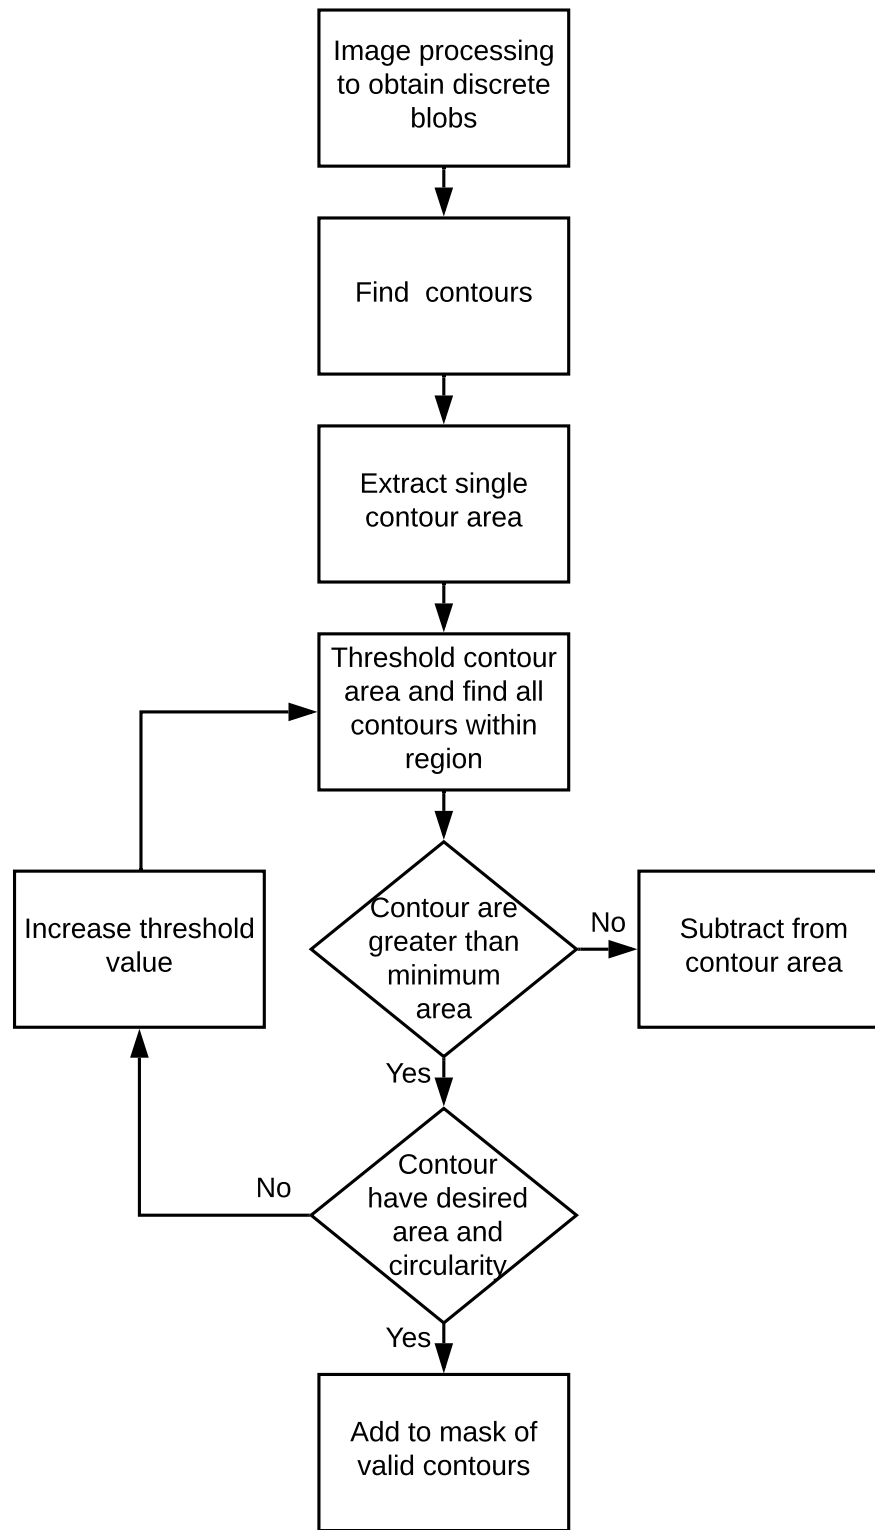 Image processing
to obtain discrete
blobs
Find  contours
Extract single
contour area
Threshold contour
area and find all
contours within
region
Contour are
greater than
minimum
area
No
Subtract from
contour area
Increase threshold
value
Yes
Contour
have desired
area and
circularity
No
Yes
Add to mask of
valid contours